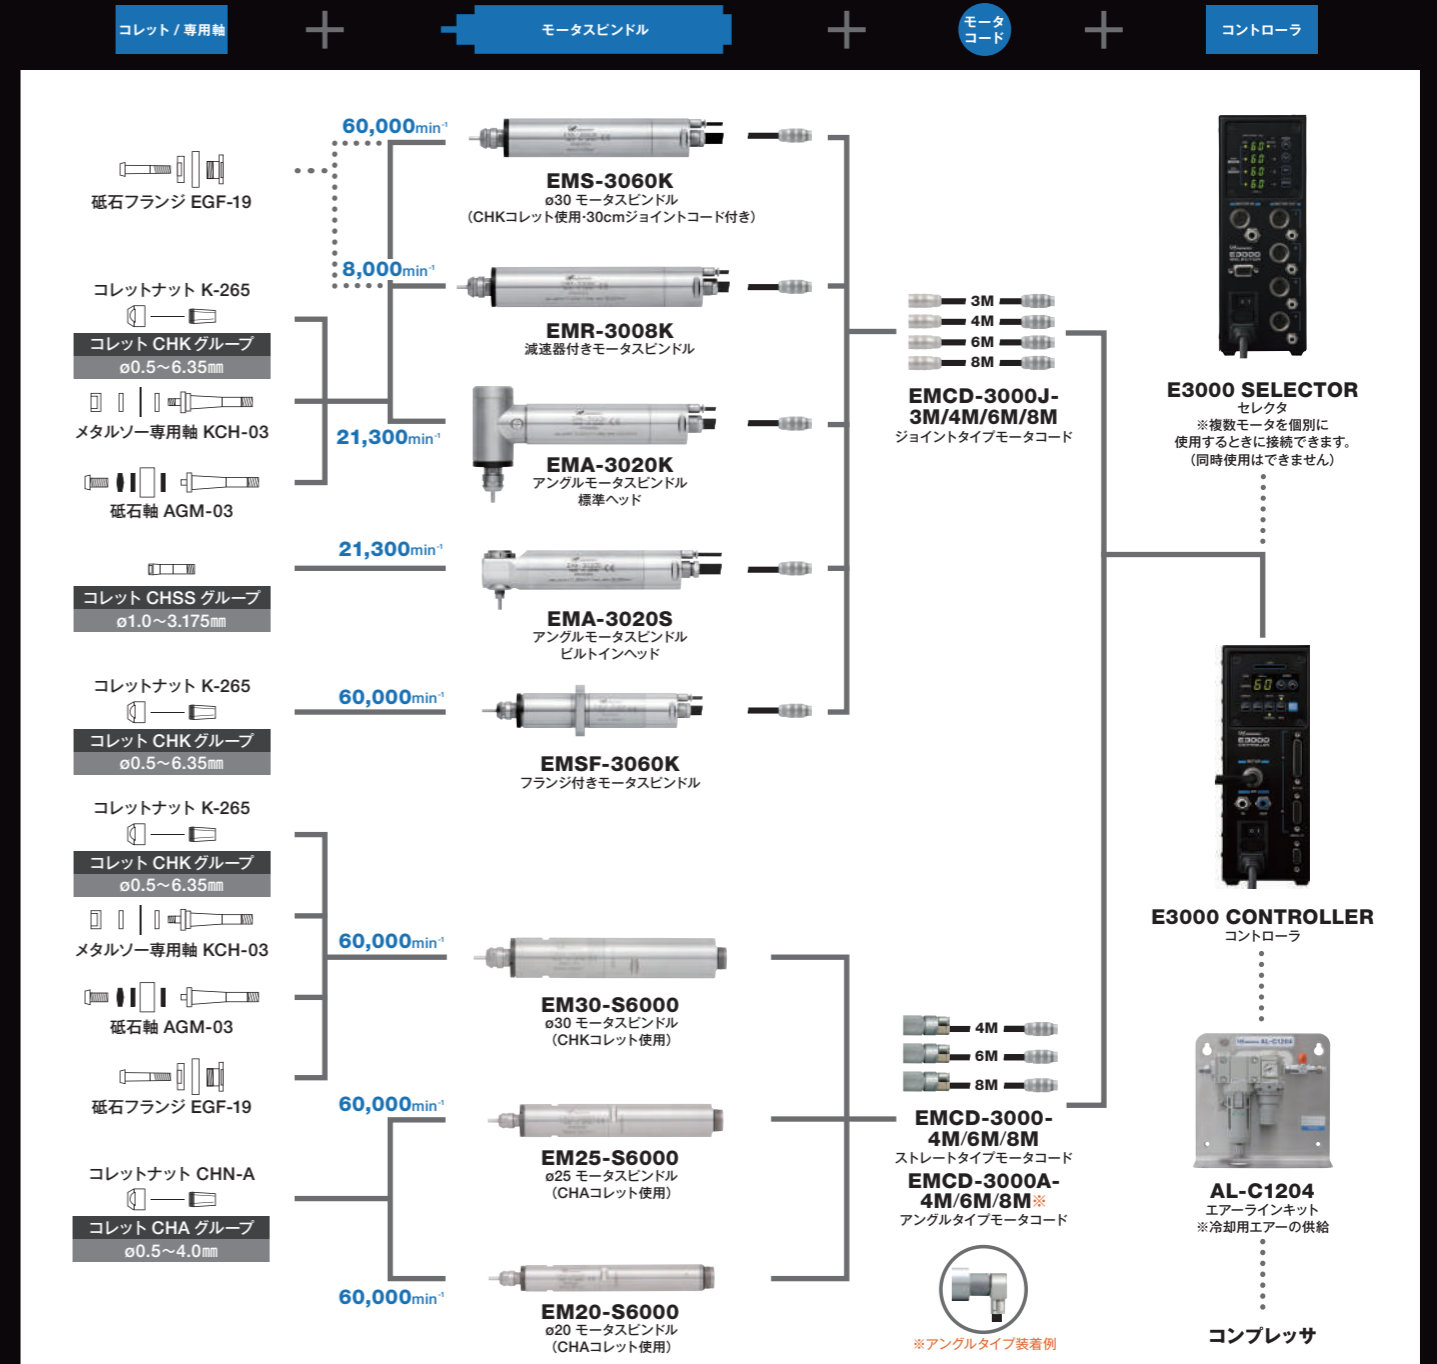 コレット / 専用軸
モータスピンドル
モータ
コード
コントローラ
砥石フランジ EGF-19
コレットナット K-265
コレット CHK グループ
ø0.5～6.35㎜
メタルソー専用軸 KCH-03
砥石軸 AGM-03
コレット CHSS グループ
ø1.0～3.175㎜
コレットナット K-265
コレット CHK グループ
ø0.5～6.35㎜
コレットナット K-265
コレット CHK グループ
ø0.5～6.35㎜
メタルソー専用軸 KCH-03
砥石軸 AGM-03
砥石フランジ EGF-19
コレットナット CHN-A
コレット CHA グループ
ø0.5～4.0㎜
60,000min⁻¹
EMS-3060K
ø30 モータスピンドル
（CHKコレット使用・30cmジョイントコード付き）
8,000min⁻¹
EMR-3008K
減速器付きモータスピンドル
21,300min⁻¹
EMA-3020K
アングルモータスピンドル
標準ヘッド
21,300min⁻¹
EMA-3020S
アングルモータスピンドル
ビルトインヘッド
60,000min⁻¹
EMSF-3060K
フランジ付きモータスピンドル
60,000min⁻¹
EM30-S6000
ø30 モータスピンドル
（CHKコレット使用）
60,000min⁻¹
EM25-S6000
ø25 モータスピンドル
（CHAコレット使用）
60,000min⁻¹
EM20-S6000
ø20 モータスピンドル
（CHAコレット使用）
3M
4M
6M
8M
EMCD-3000J-
3M/4M/6M/8M
ジョイントタイプモータコード
4M
6M
8M
EMCD-3000-
4M/6M/8M
ストレートタイプモータコード
EMCD-3000A-
4M/6M/8M※
アングルタイプモータコード
※アングルタイプ装着例
E3000
E3000 SELECTOR
セレクタ
※複数モータを個別に
使用するときに接続できます。
（同時使用はできません）
60
E3000
CONTROLLER
E3000 CONTROLLER
コントローラ
AL-C1204
AL-C1204
エアーラインキット
※冷却用エアーの供給
コンプレッサ